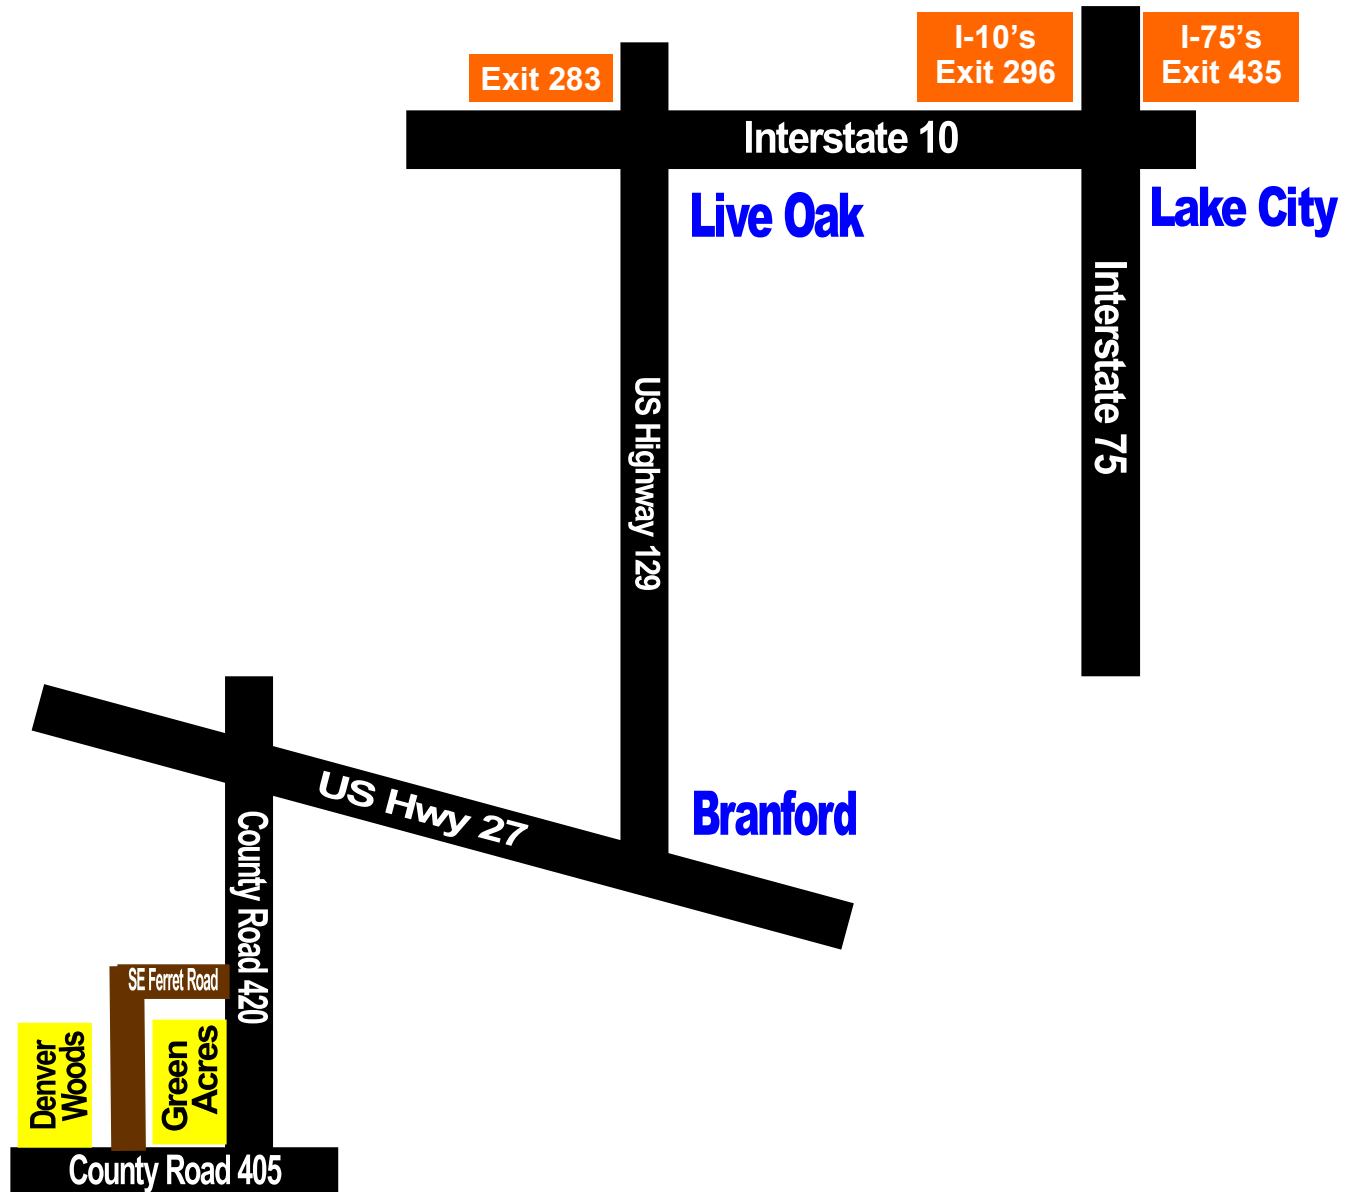 I-10’s
Exit 296
I-75’s
Exit 435
Exit 283
Interstate 10
Live Oak
Lake City
Interstate 75
US Highway 129
US Hwy 27
Branford
County Road 420
SE Ferret Road
Denver
Woods
Green
Acres
County Road 405